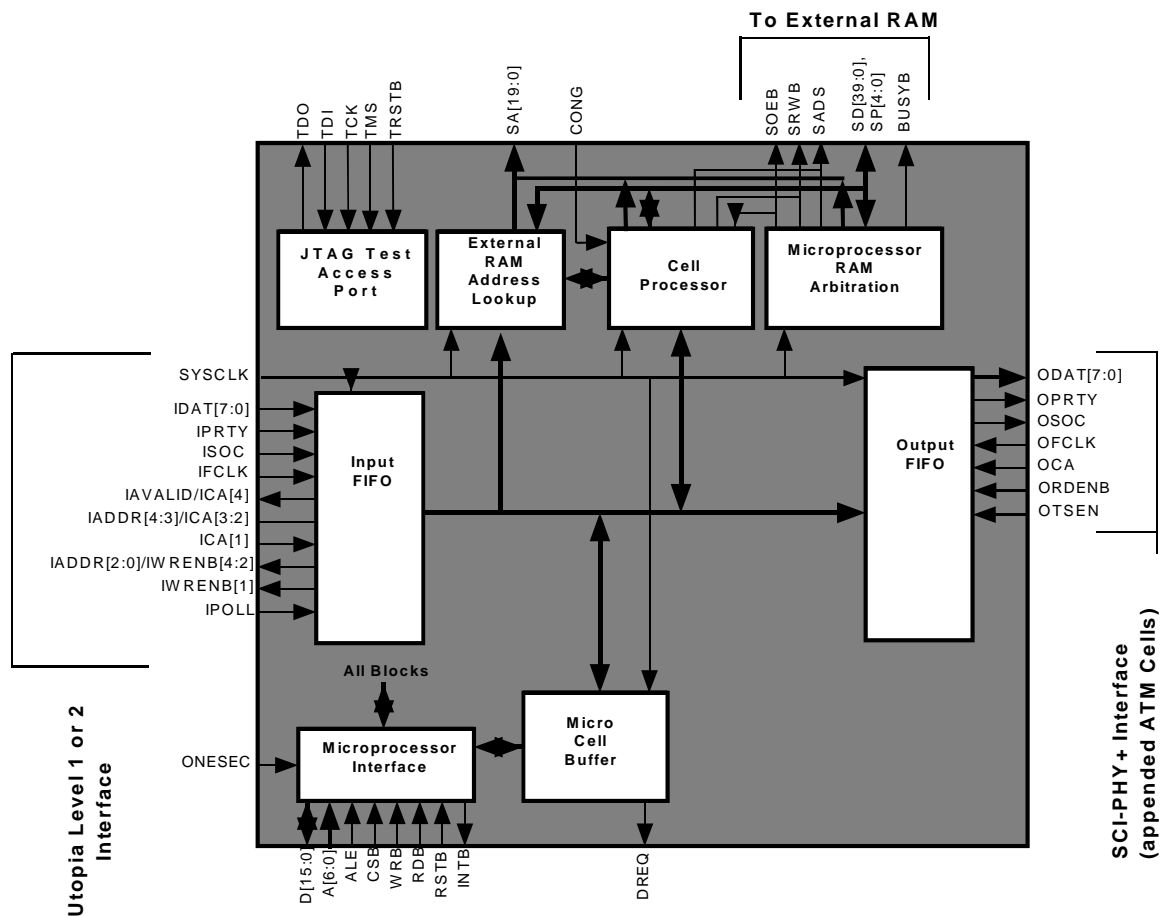 To External RAM
TDO
TDI
TCK
TMS
TRSTB
SA[19:0]
CONG
SOEB
SRWB
SADS
SD[39:0],
SP[4:0]
BUSYB
JTAG Test
Access
Port
External
RAM
Address
Lookup
Cell
Processor
Microprocessor
RAM
Arbitration
SYSCLK
IDAT[7:0]
IPRTY
ISOC
IFCLK
IAVALID/ICA[4]
IADDR[4:3]/ICA[3:2]
ICA[1]
IADDR[2:0]/IWRENB[4:2]
IWRENB[1]
IPOLL
Input
FIFO
Output
FIFO
ODAT[7:0]
OPRTY
OSOC
OFCLK
OCA
ORDENB
OTSEN
All Blocks
Microprocessor
Interface
Micro
Cell
Buffer
ONESEC
D[15:0]
A[6:0]
ALE
CSB
WRB
RDB
RSTB
INTB
DREQ
Utopia Level 1 or 2
Interface
SCI-PHY+ Interface
(appended ATM Cells)